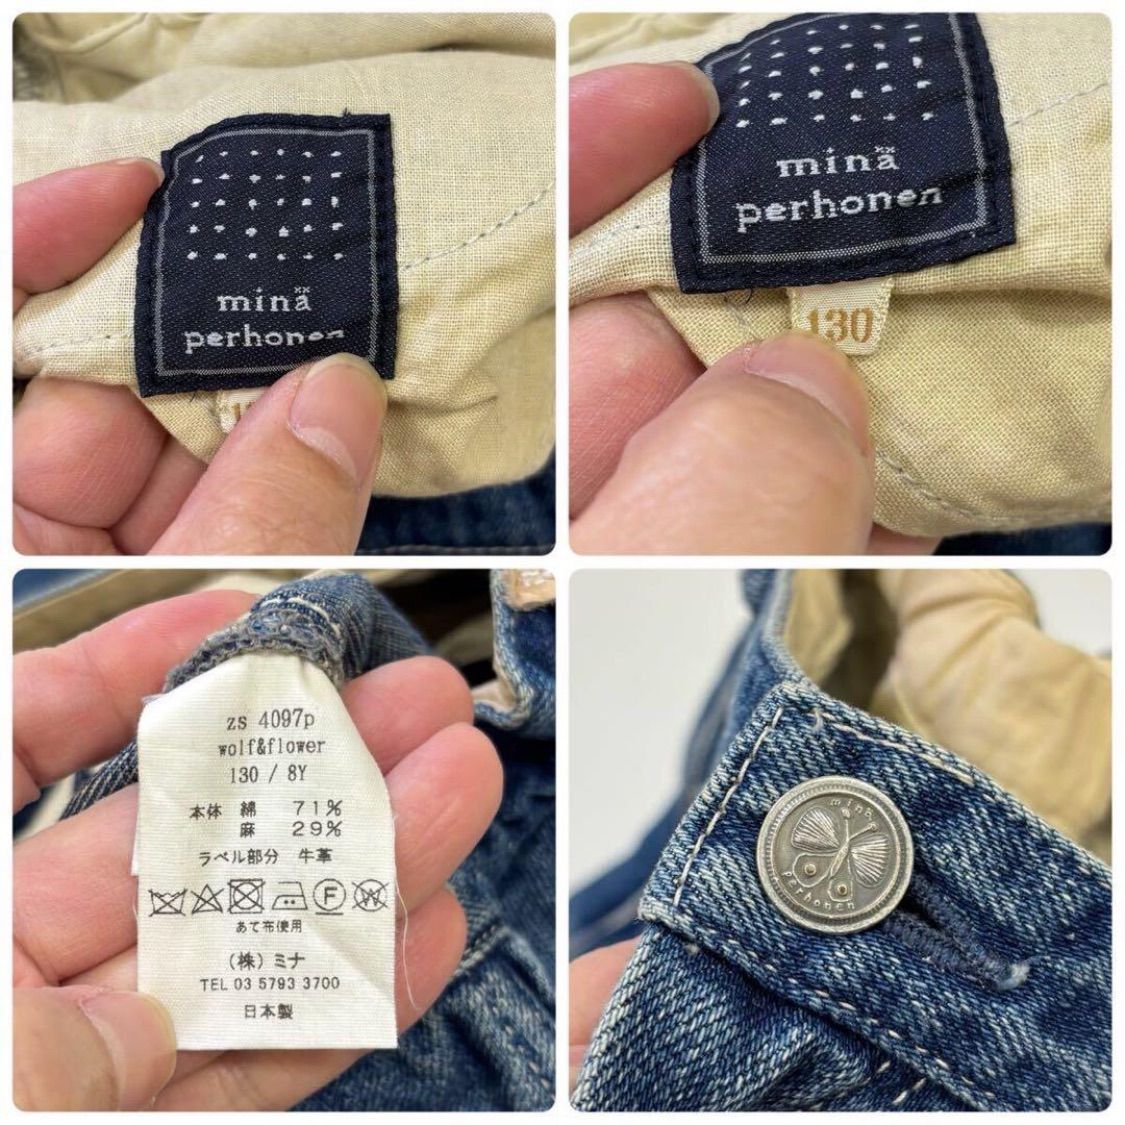 minä
perhonen
minä
perhonen
130
zs 4097p
wolf&flower
130 / 8Y
本体 綿 71%
麻 29%
ラベル部分 牛革
F
W
あて布使用
(株)ミナ
TEL 03 5793 3700
日本製
minä
perhonen